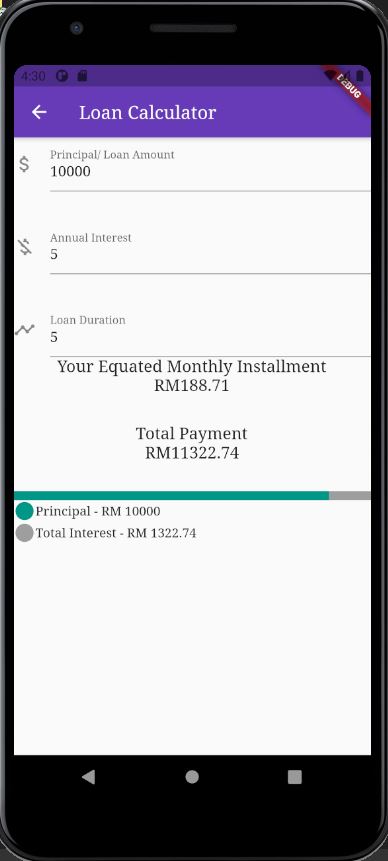 4:30
DEBUG
Loan Calculator
Principal/ Loan Amount
10000
Annual Interest
5
Loan Duration
5
Your Equated Monthly Installment
RM188.71
Total Payment
RM11322.74
Principal - RM 10000
Total Interest - RM 1322.74